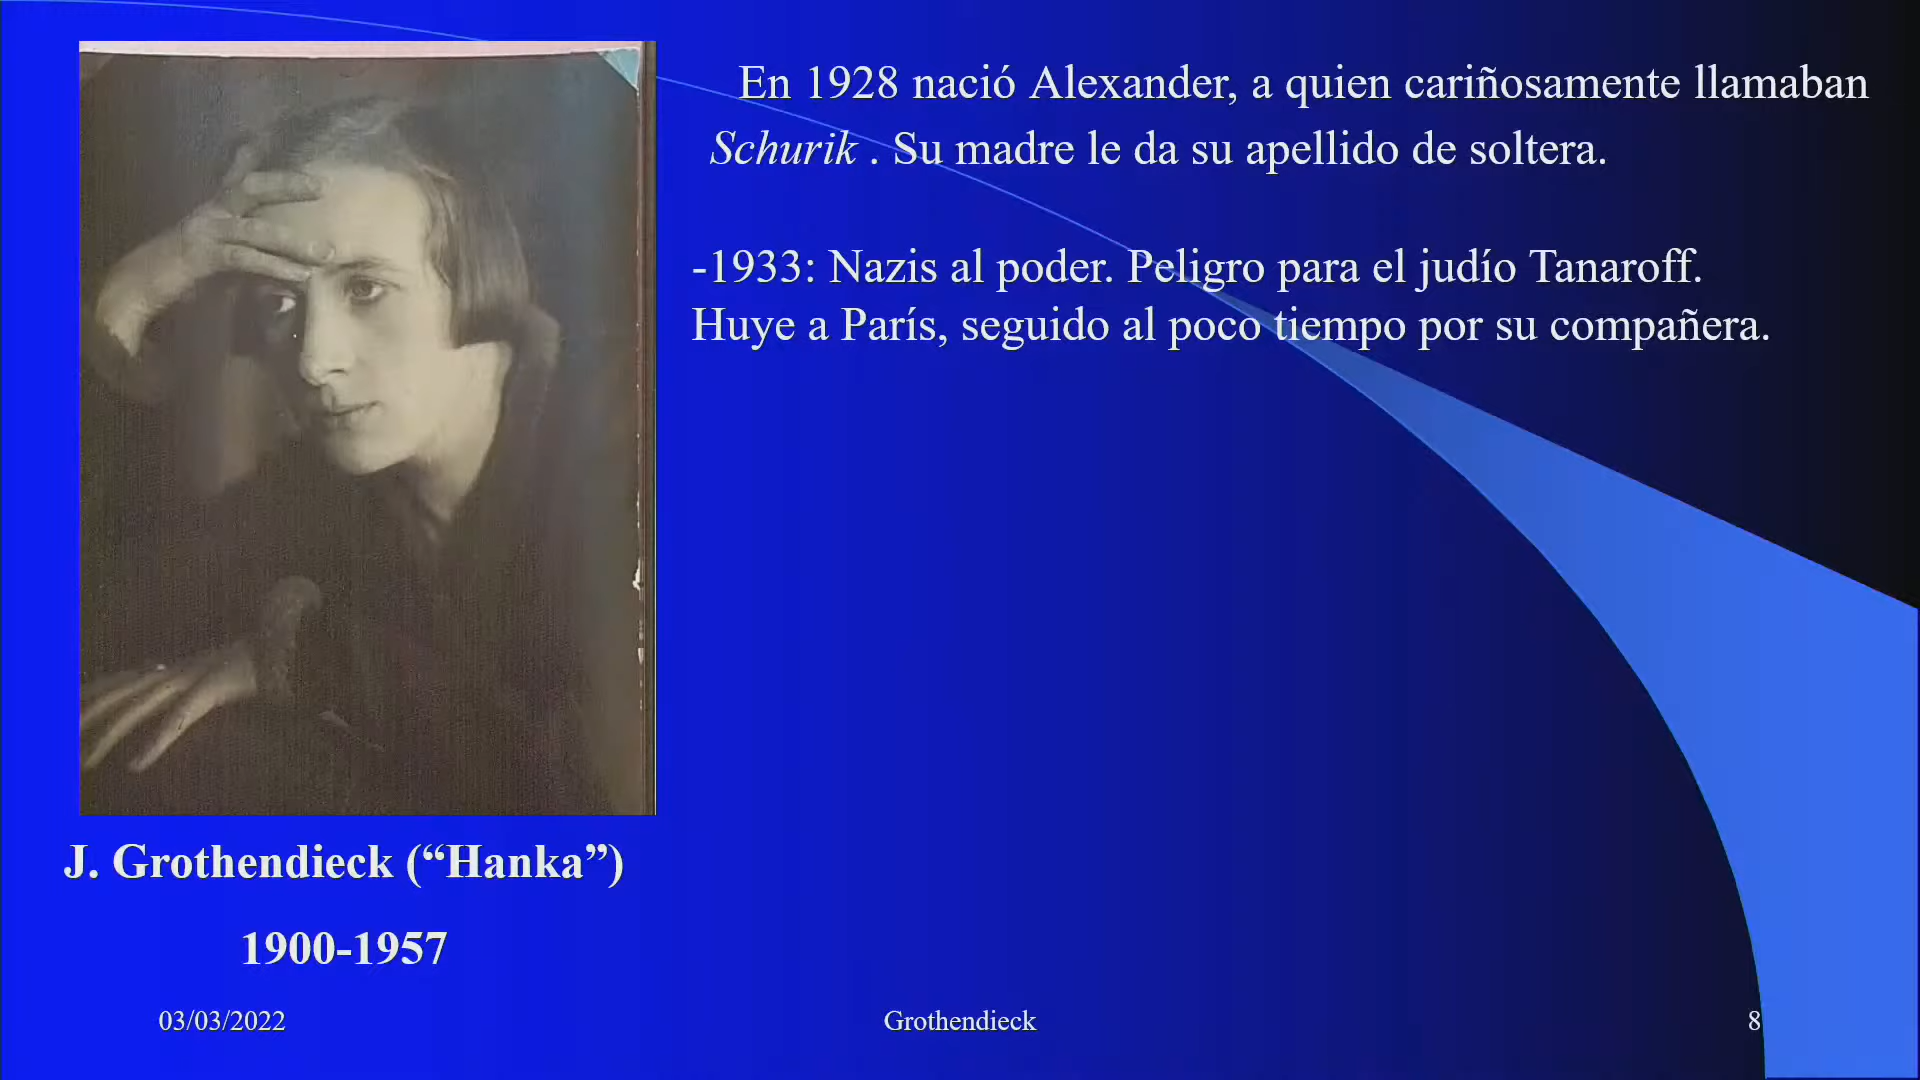 En 1928 nació Alexander, a quien cariñosamente llamaban
Schurik . Su madre le da su apellido de soltera.
-1933: Nazis al poder. Peligro para el judío Tanaroff.
Huye a París, seguido al poco tiempo por su compañera.
J. Grothendieck (“Hanka”)
1900-1957
03/03/2022
Grothendieck
8